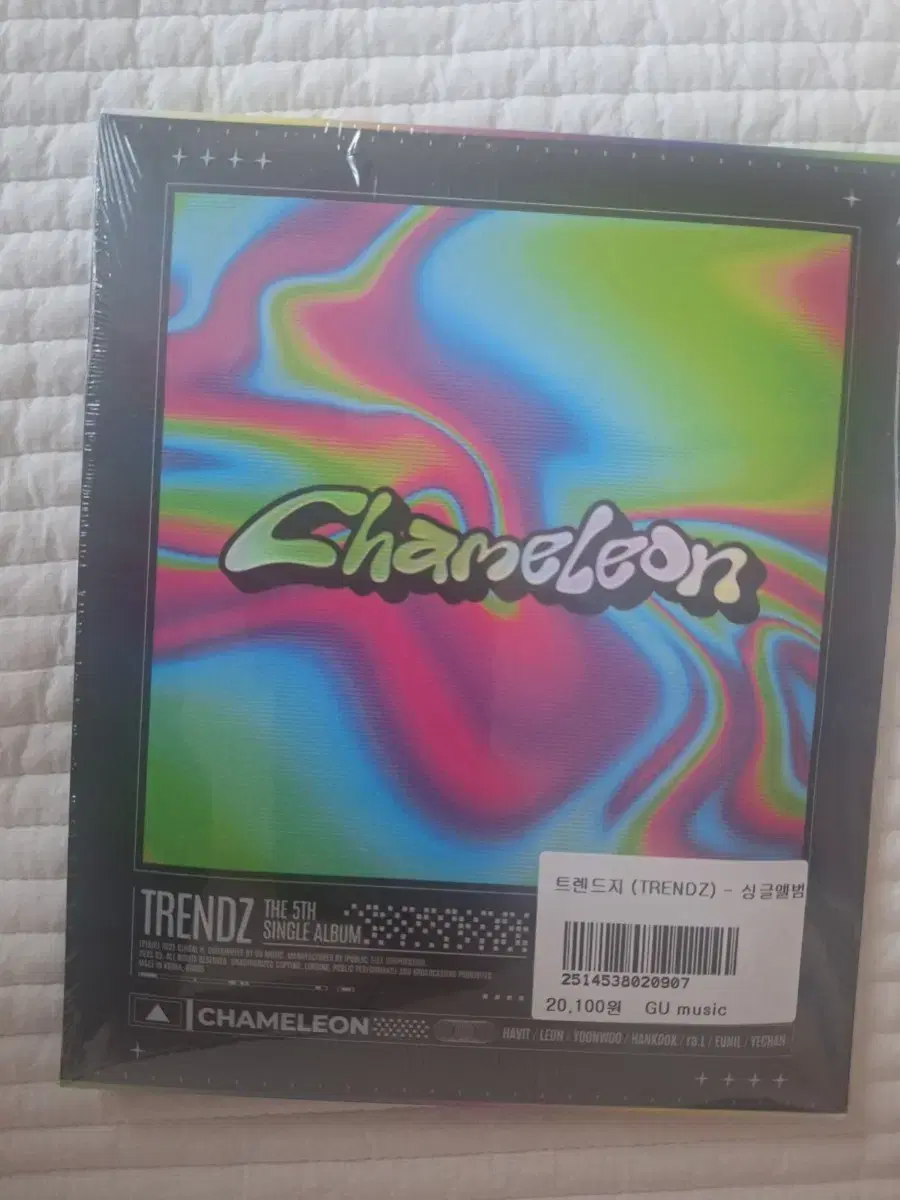 Chameleon
TRENDZ
THE 5TH
SINGLE ALBUM
트렌드지 (TRENDZ) - 싱글앨범
2514538020907
20,100원 GU music
CHAMELEON
HAVIT / LEON / YOONWOO / HANKOOK / ra.L / EUNIL / YECHAN